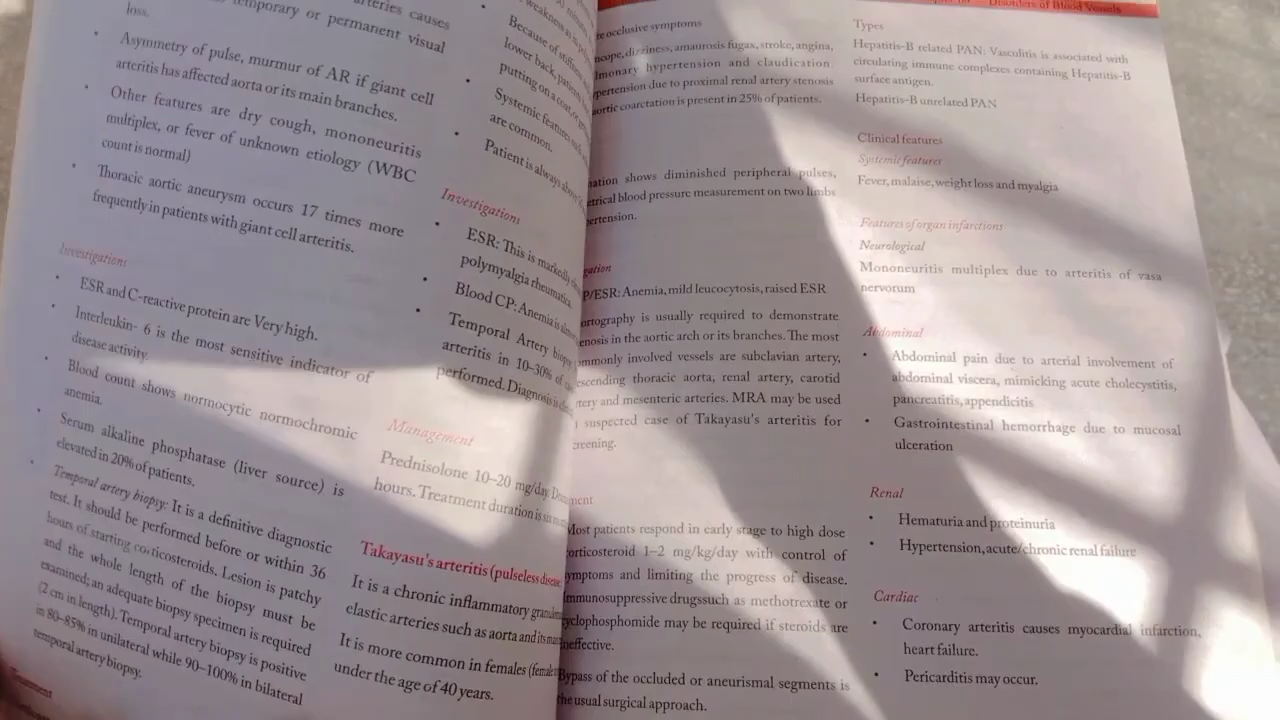 arteries causes
temporary or permanent visual
loss.
Asymmetry of pulse, murmur of AR if giant cell
arteritis has affected aorta or its main branches.
Other features are dry cough, mononeuritis
multiplex, or fever of unknown etiology (WBC
count is normal)
Thoracic aortic aneurysm occurs 17 times more
frequently in patients with giant cell arteritis.
Investigations
ESR and C-reactive protein are Very high.
Interleukin- 6 is the most sensitive indicator of
disease activity.
Blood count shows normocytic normochromic
anemia.
Serum alkaline phosphatase (liver source) is
elevated in 20% of patients.
Temporal artery biopsy: It is a definitive diagnostic
test. It should be performed before or within 36
hours of starting corticosteroids. Lesion is patchy
and the whole length of the biopsy must be
examined; an adequate biopsy specimen is required
(2 cm in length). Temporal artery biopsy is positive
in 80–85% in unilateral while 90–100% in bilateral
temporal artery biopsy.
weakness
Because of stiffness
lower back,
putting on a coat,
Systemic features
are common.
Patient is always
Investigations
ESR: This is markedly
polymyalgia rheumatica.
Blood CP: Anemia is
Temporal Artery biopsy
arteritis in 10–30% of
performed. Diagnosis is
Management
Prednisolone 10–20 mg/day
hours. Treatment duration is
Takayasu's arteritis (pulseless disease
It is a chronic inflammatory
elastic arteries such as aorta and its
It is more common in females
under the age of 40 years.
Disorders of Blood Vessels
occlusive symptoms
dizziness, amaurosis fugax, stroke, angina,
hypertension and claudication.
due to proximal renal artery stenosis
aortic coarctation is present in 25% of patients.
shows diminished peripheral pulses,
blood pressure measurement on two limbs
ESR: Anemia, mild leucocytosis, raised ESR
is usually required to demonstrate
in the aortic arch or its branches. The most
involved vessels are subclavian artery,
thoracic aorta, renal artery, carotid
and mesenteric arteries. MRA may be used
suspected case of Takayasu's arteritis for
Most patients respond in early stage to high dose
corticosteroid 1–2 mg/kg/day with control of
symptoms and limiting the progress of disease.
Immunosuppressive drugssuch as methotrexate or
cyclophosphomide may be required if steroids are
ineffective.
Bypass of the occluded or aneurismal segments is
the usual surgical approach.
Types
Hepatitis-B related PAN: Vasculitis is associated with
circulating immune complexes containing Hepatitis-B
surface antigen.
Hepatitis-B unrelated PAN
Clinical features
Systemic features
Fever, malaise, weight loss and myalgia
Features of organ infarctions
Neurological
Mononeuritis multiplex due to arteritis of vasa
nervorum
Abdominal
Abdominal pain due to arterial involvement of
abdominal viscera, mimicking acute cholecystitis,
pancreatitis, appendicitis
Gastrointestinal hemorrhage due to mucosal
ulceration
Renal
Hematuria and proteinuria
Hypertension, acute/chronic renal failure
Cardiac
Coronary arteritis causes myocardial infarction,
heart failure.
Pericarditis may occur.